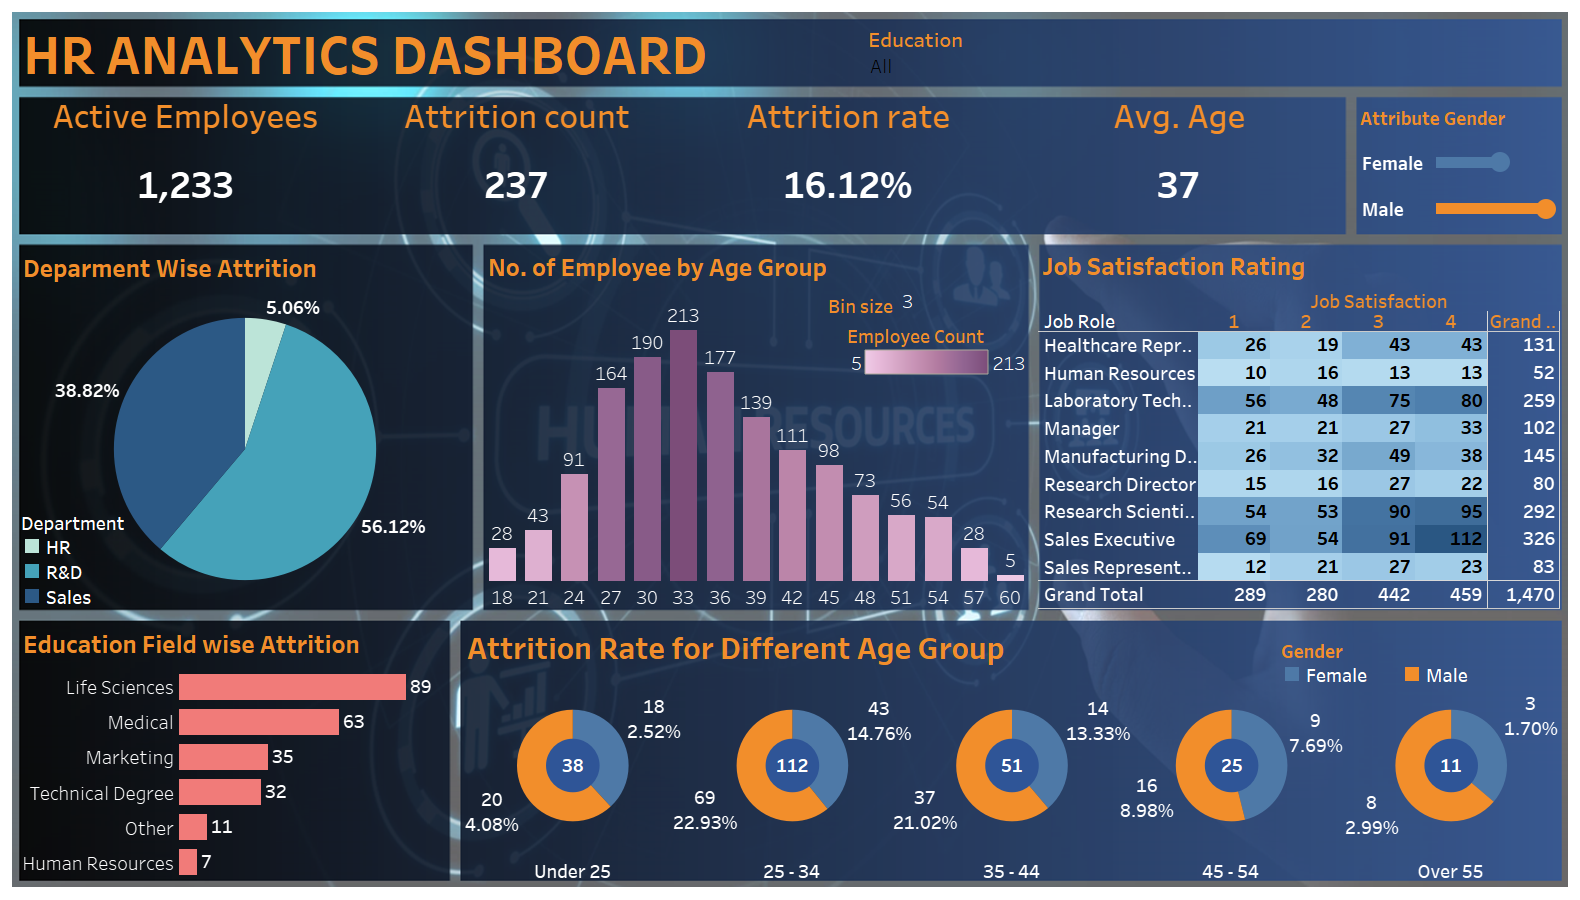 HR ANALYTICS DASHBOARD
Education
All
Active Employees
1,233
Attrition count
237
Attrition rate
16.12%
Avg. Age
37
Attribute Gender
Female
Male
Deparment Wise Attrition
5.06%
38.82%
56.12%
Department
HR
R&D
Sales
No. of Employee by Age Group
Bin size 3
Employee Count
5 213
28 43 91 164 190 213 177 139 111 98 73 56 54 28 5
18 21 24 27 30 33 36 39 42 45 48 51 54 57 60
HUMAN RESOURCES
Job Satisfaction Rating
Job Satisfaction
Job Role 1 2 3 4 Grand ..
Healthcare Repr.. 26 19 43 43 131
Human Resources 10 16 13 13 52
Laboratory Tech.. 56 48 75 80 259
Manager 21 21 27 33 102
Manufacturing D.. 26 32 49 38 145
Research Director 15 16 27 22 80
Research Scienti.. 54 53 90 95 292
Sales Executive 69 54 91 112 326
Sales Represent.. 12 21 27 23 83
Grand Total 289 280 442 459 1,470
Education Field wise Attrition
Life Sciences 89
Medical 63
Marketing 35
Technical Degree 32
Other 11
Human Resources 7
Attrition Rate for Different Age Group
Gender
Female Male
18
2.52%
38
20
4.08%
Under 25
43
14.76%
112
69
22.93%
25 - 34
14
13.33%
51
37
21.02%
35 - 44
9
7.69%
25
16
8.98%
45 - 54
3
1.70%
11
8
2.99%
Over 55